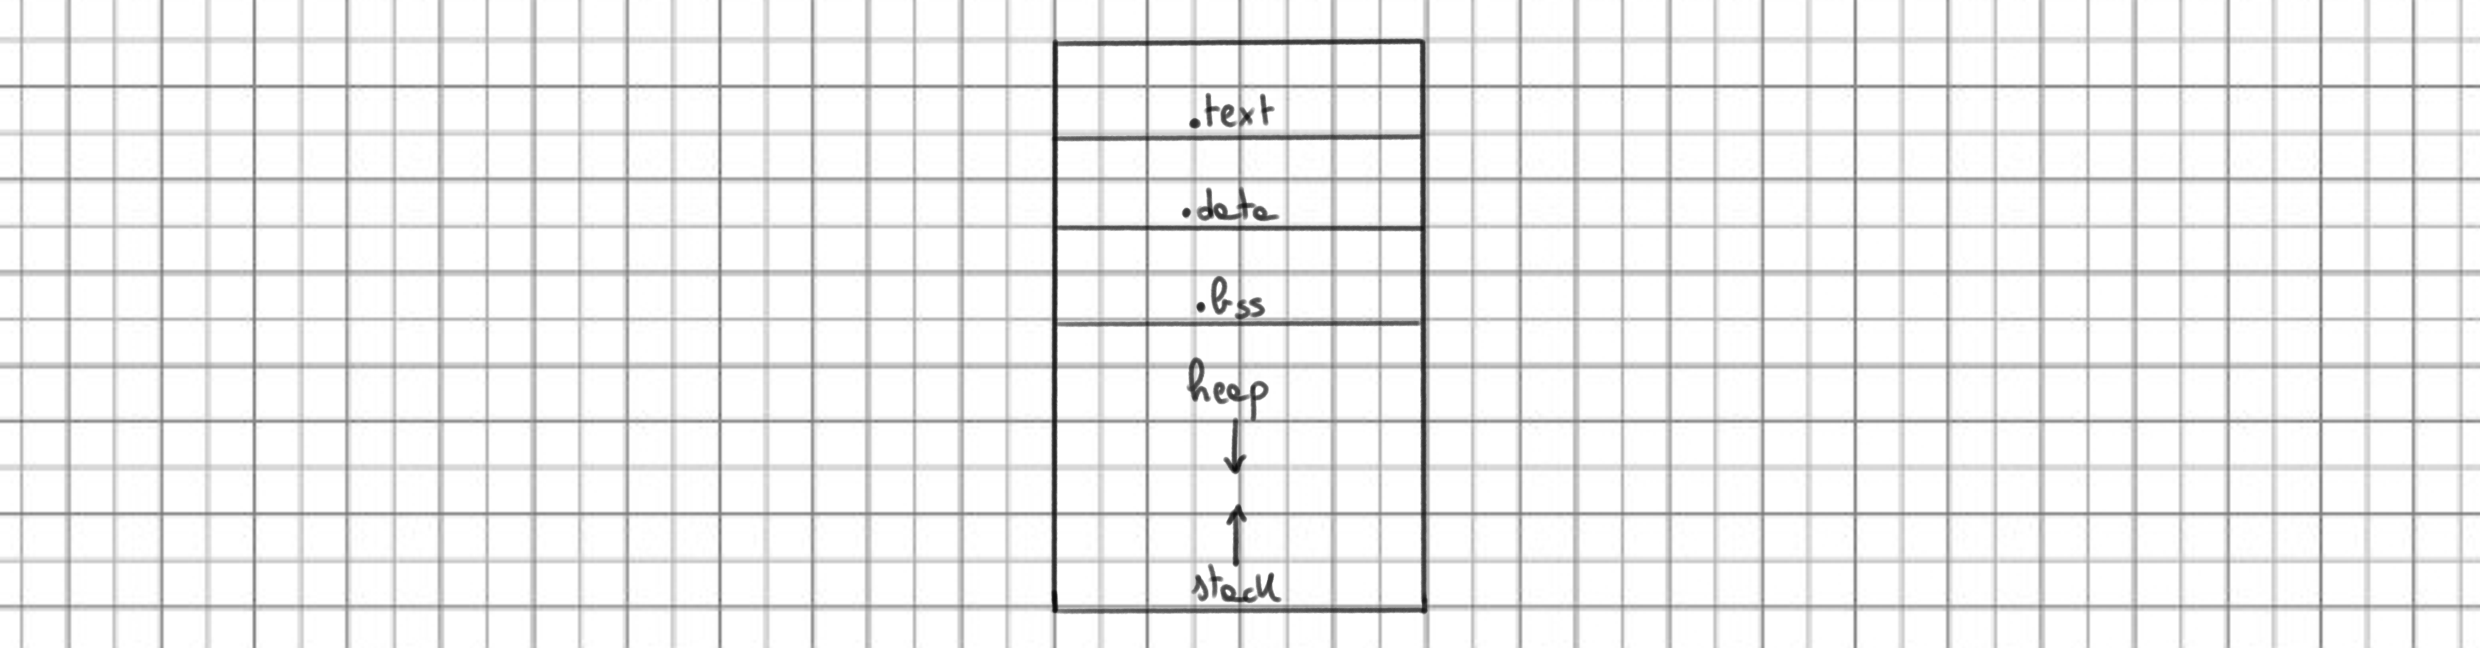 .text
.data
.bss
heap
stack